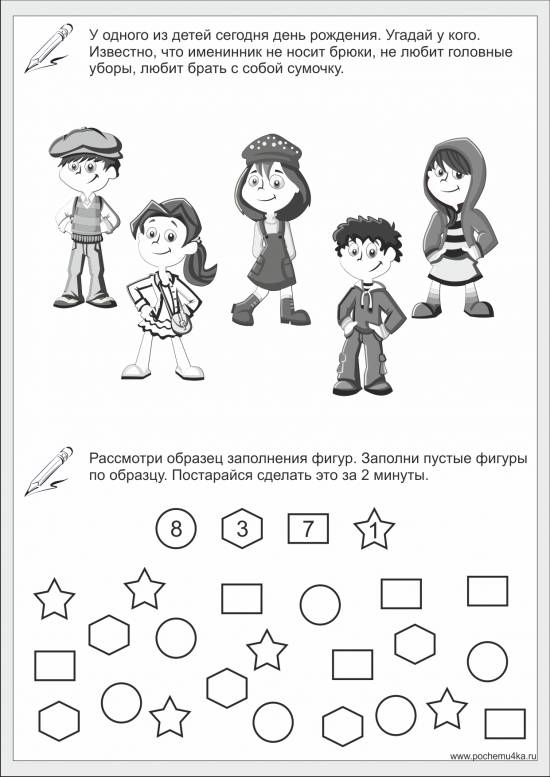 У одного из детей сегодня день рождения. Угадай у кого.
Известно, что именинник не носит брюки, не любит головные
уборы, любит брать с собой сумочку.
Рассмотри образец заполнения фигур. Заполни пустые фигуры
по образцу. Постарайся сделать это за 2 минуты.
8 3 7 1
www.pochemu4ka.ru